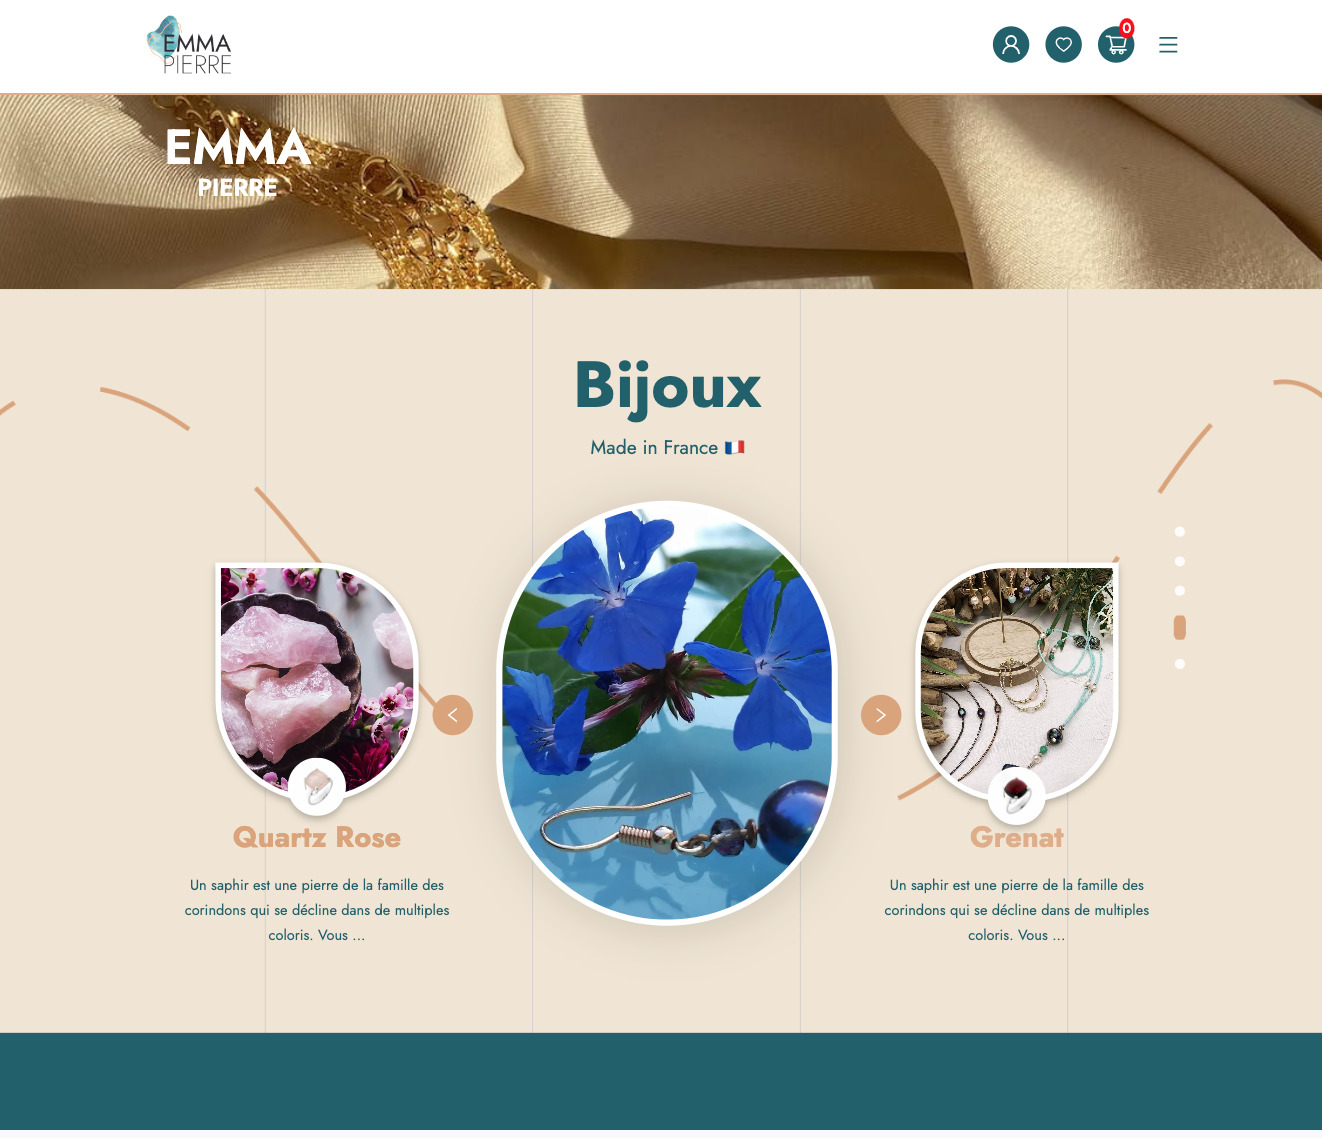 EMMA
PIERRE
0
EMMA
PIERRE
Bijoux
Made in France 🇫🇷
Quartz Rose
Un saphir est une pierre de la famille des
corindons qui se décline dans de multiples
coloris. Vous ...
Grenat
Un saphir est une pierre de la famille des
corindons qui se décline dans de multiples
coloris. Vous ...